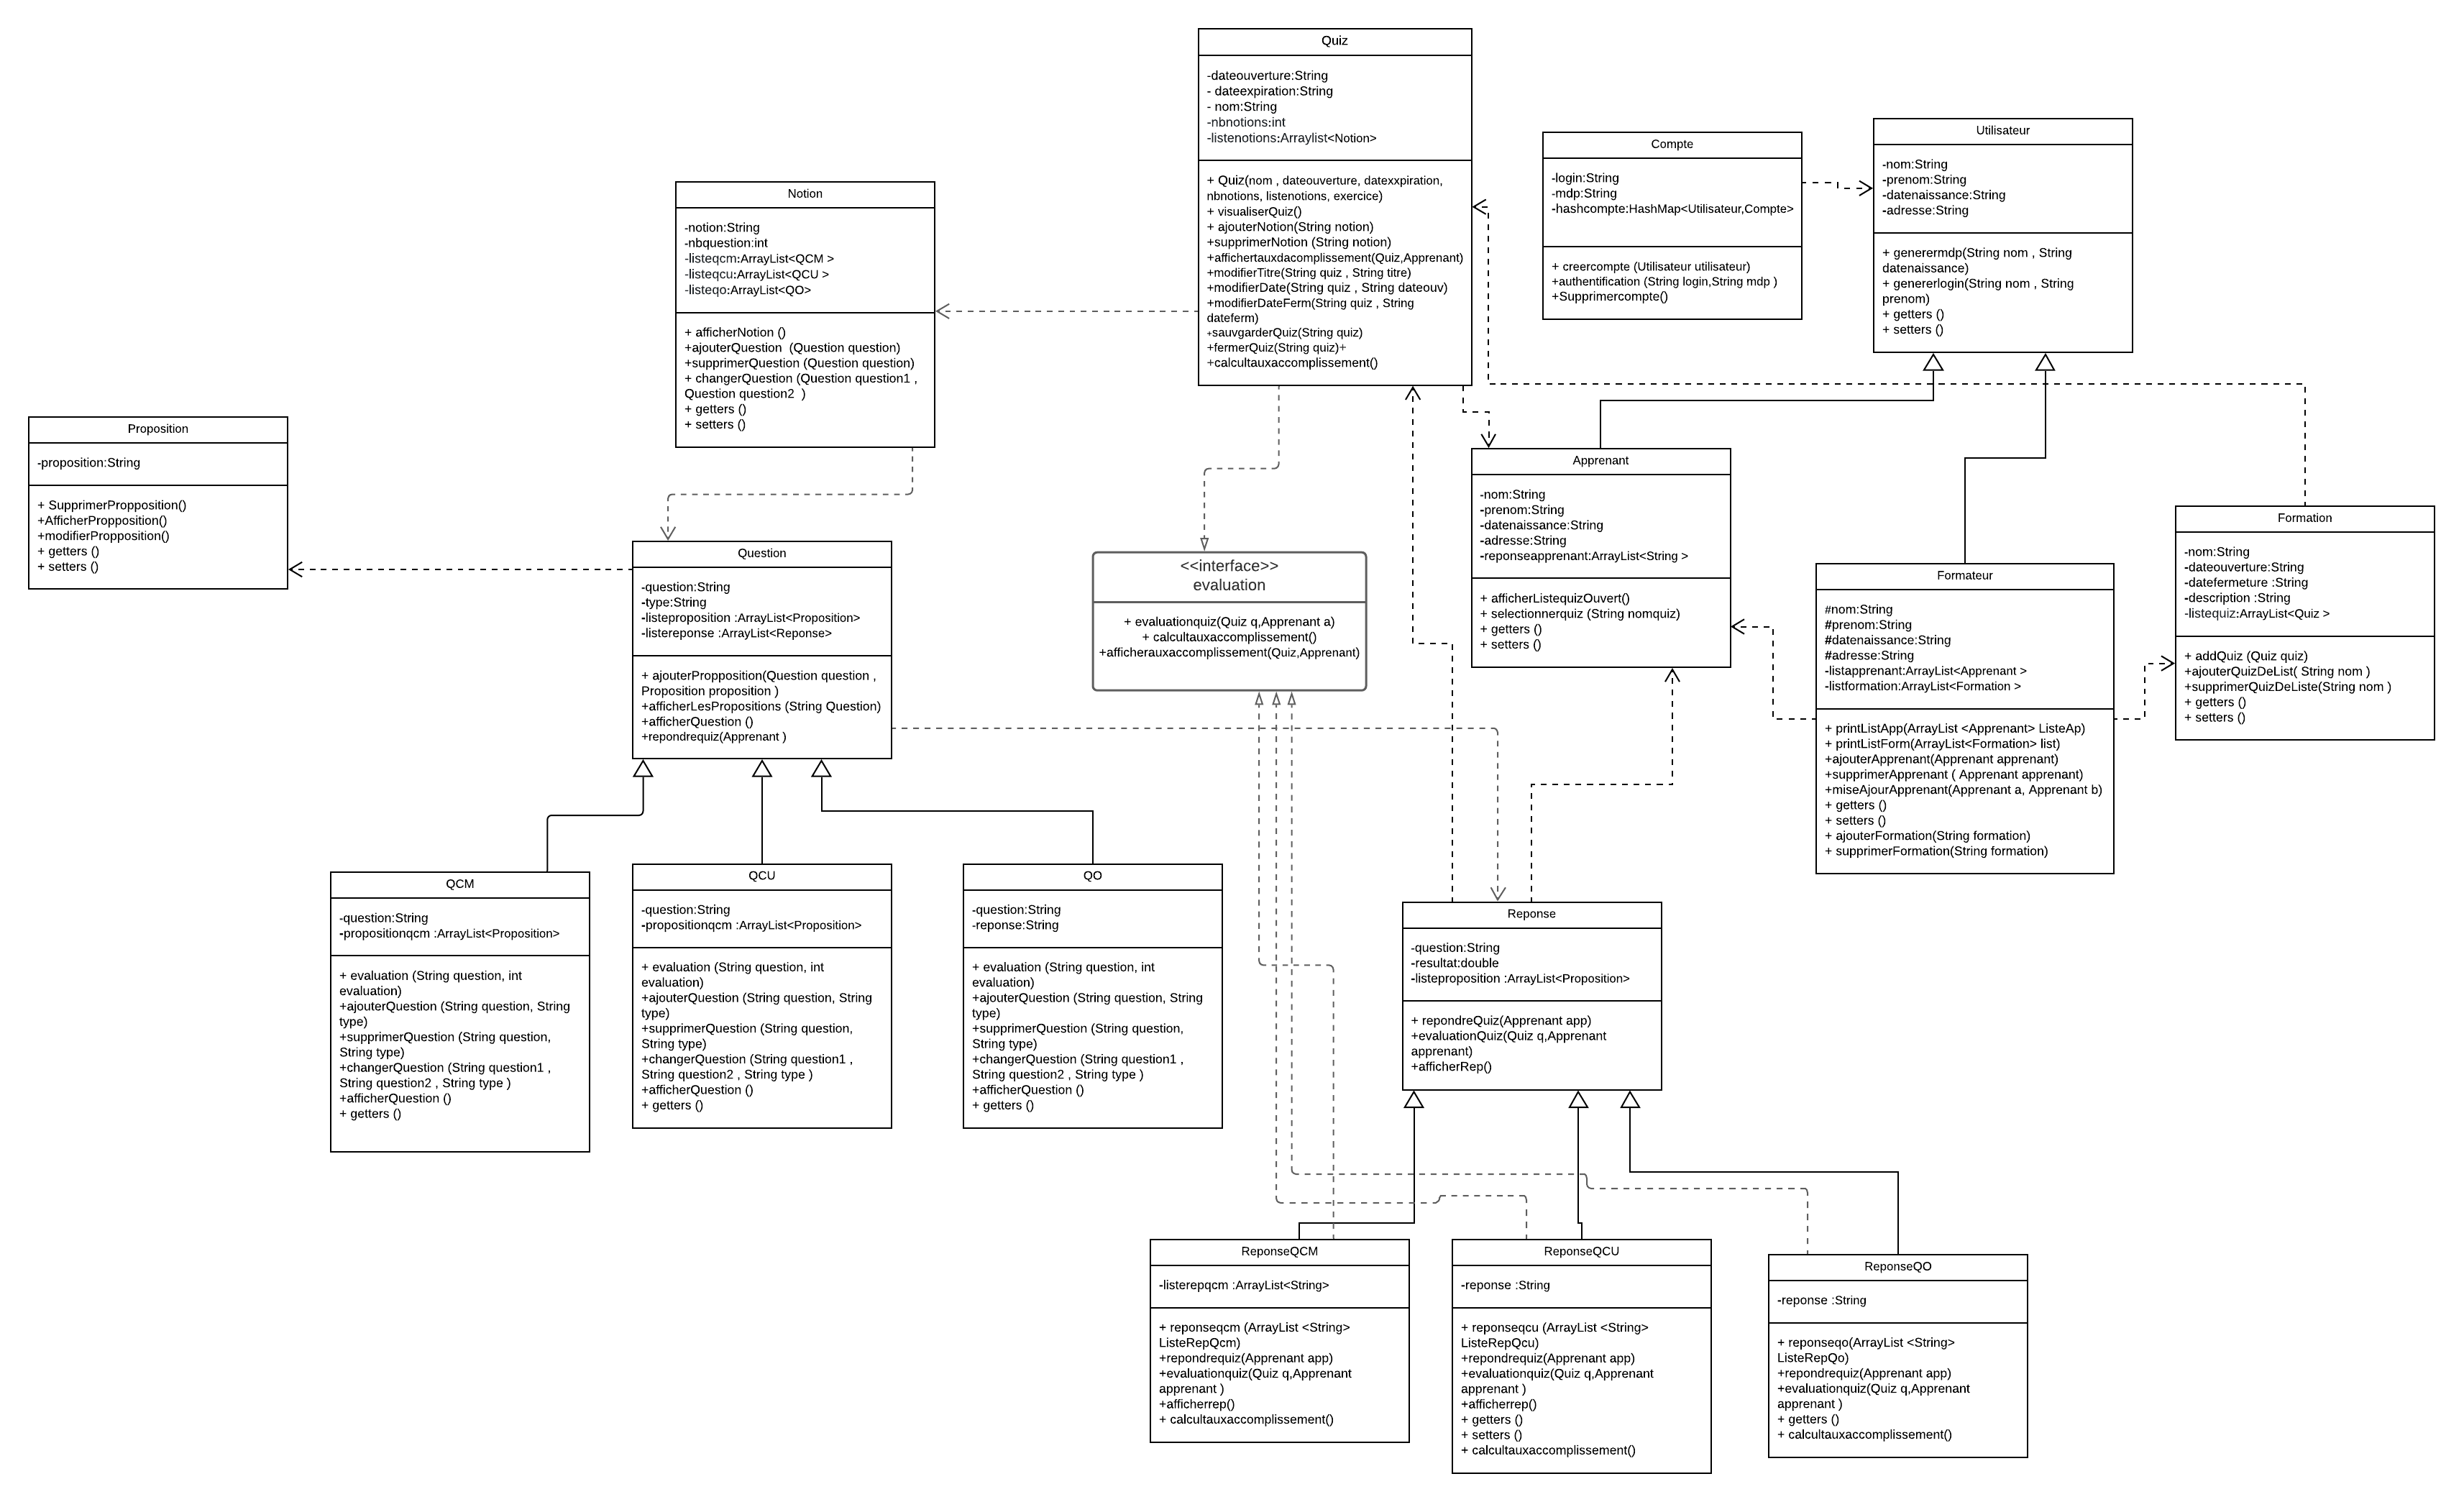 Quiz
-dateouverture:String
- dateexpiration:String
- nom:String
-nbnotions:int
-listenotions:Arraylist<Notion>
+ Quiz(nom , dateouverture, datexxpiration,
nbnotions, listenotions, exercice)
+ visualiserQuiz()
+ ajouterNotion(String notion)
+supprimerNotion (String notion)
+affichertauxdacomplissement(Quiz,Apprenant)
+modifierTitre(String quiz , String titre)
+modifierDate(String quiz , String dateouv)
+modifierDateFerm(String quiz , String
dateferm)
+sauvgarderQuiz(String quiz)
+fermerQuiz(String quiz)+
+calcultauxaccomplissement()
Compte
-login:String
-mdp:String
-hashcompte:HashMap<Utilisateur,Compte>
+ creercompte (Utilisateur utilisateur)
+authentification (String login,String mdp )
+Supprimercompte()
Utilisateur
-nom:String
-prenom:String
-datenaissance:String
-adresse:String
+ generermdp(String nom , String
datenaissance)
+ genererlogin(String nom , String
prenom)
+ getters ()
+ setters ()
Notion
-notion:String
-nbquestion:int
-listeqcm:ArrayList<QCM >
-listeqcu:ArrayList<QCU >
-listeqo:ArrayList<QO>
+ afficherNotion ()
+ajouterQuestion  (Question question)
+supprimerQuestion (Question question)
+ changerQuestion (Question question1 ,
Question question2  )
+ getters ()
+ setters ()
Proposition
-proposition:String
+ SupprimerPropposition()
+AfficherPropposition()
+modifierPropposition()
+ getters ()
+ setters ()
Question
-question:String
-type:String
-listeproposition :ArrayList<Proposition>
-listereponse :ArrayList<Reponse>
+ ajouterPropposition(Question question ,
Proposition proposition )
+afficherLesPropositions (String Question)
+afficherQuestion ()
+repondrequiz(Apprenant )
<<interface>>
evaluation
+ evaluationquiz(Quiz q,Apprenant a)
+ calcultauxaccomplissement()
+afficherauxaccomplissement(Quiz,Apprenant)
Apprenant
-nom:String
-prenom:String
-datenaissance:String
-adresse:String
-reponseapprenant:ArrayList<String >
+ afficherListequizOuvert()
+ selectionnerquiz (String nomquiz)
+ getters ()
+ setters ()
Formateur
#nom:String
#prenom:String
#datenaissance:String
#adresse:String
-listapprenant:ArrayList<Apprenant >
-listformation:ArrayList<Formation >
+ printListApp(ArrayList <Apprenant> ListeAp)
+ printListForm(ArrayList<Formation> list)
+ajouterApprenant(Apprenant apprenant)
+supprimerApprenant ( Apprenant apprenant)
+miseAjourApprenant(Apprenant a, Apprenant b)
+ getters ()
+ setters ()
+ ajouterFormation(String formation)
+ supprimerFormation(String formation)
Formation
-nom:String
-dateouverture:String
-datefermeture :String
-description :String
-listequiz:ArrayList<Quiz >
+ addQuiz (Quiz quiz)
+ajouterQuizDeList( String nom )
+supprimerQuizDeListe(String nom )
+ getters ()
+ setters ()
QCM
-question:String
-propositionqcm :ArrayList<Proposition>
+ evaluation (String question, int
evaluation)
+ajouterQuestion (String question, String
type)
+supprimerQuestion (String question,
String type)
+changerQuestion (String question1 ,
String question2 , String type )
+afficherQuestion ()
+ getters ()
QCU
-question:String
-propositionqcm :ArrayList<Proposition>
+ evaluation (String question, int
evaluation)
+ajouterQuestion (String question, String
type)
+supprimerQuestion (String question,
String type)
+changerQuestion (String question1 ,
String question2 , String type )
+afficherQuestion ()
+ getters ()
QO
-question:String
-reponse:String
+ evaluation (String question, int
evaluation)
+ajouterQuestion (String question, String
type)
+supprimerQuestion (String question,
String type)
+changerQuestion (String question1 ,
String question2 , String type )
+afficherQuestion ()
+ getters ()
Reponse
-question:String
-resultat:double
-listeproposition :ArrayList<Proposition>
+ repondreQuiz(Apprenant app)
+evaluationQuiz(Quiz q,Apprenant
apprenant)
+afficherRep()
ReponseQCM
-listerepqcm :ArrayList<String>
+ reponseqcm (ArrayList <String>
ListeRepQcm)
+repondrequiz(Apprenant app)
+evaluationquiz(Quiz q,Apprenant
apprenant )
+afficherrep()
+ calcultauxaccomplissement()
ReponseQCU
-reponse :String
+ reponseqcu (ArrayList <String>
ListeRepQcu)
+repondrequiz(Apprenant app)
+evaluationquiz(Quiz q,Apprenant
apprenant )
+afficherrep()
+ getters ()
+ setters ()
+ calcultauxaccomplissement()
ReponseQO
-reponse :String
+ reponseqo(ArrayList <String>
ListeRepQo)
+repondrequiz(Apprenant app)
+evaluationquiz(Quiz q,Apprenant
apprenant )
+ getters ()
+ calcultauxaccomplissement()